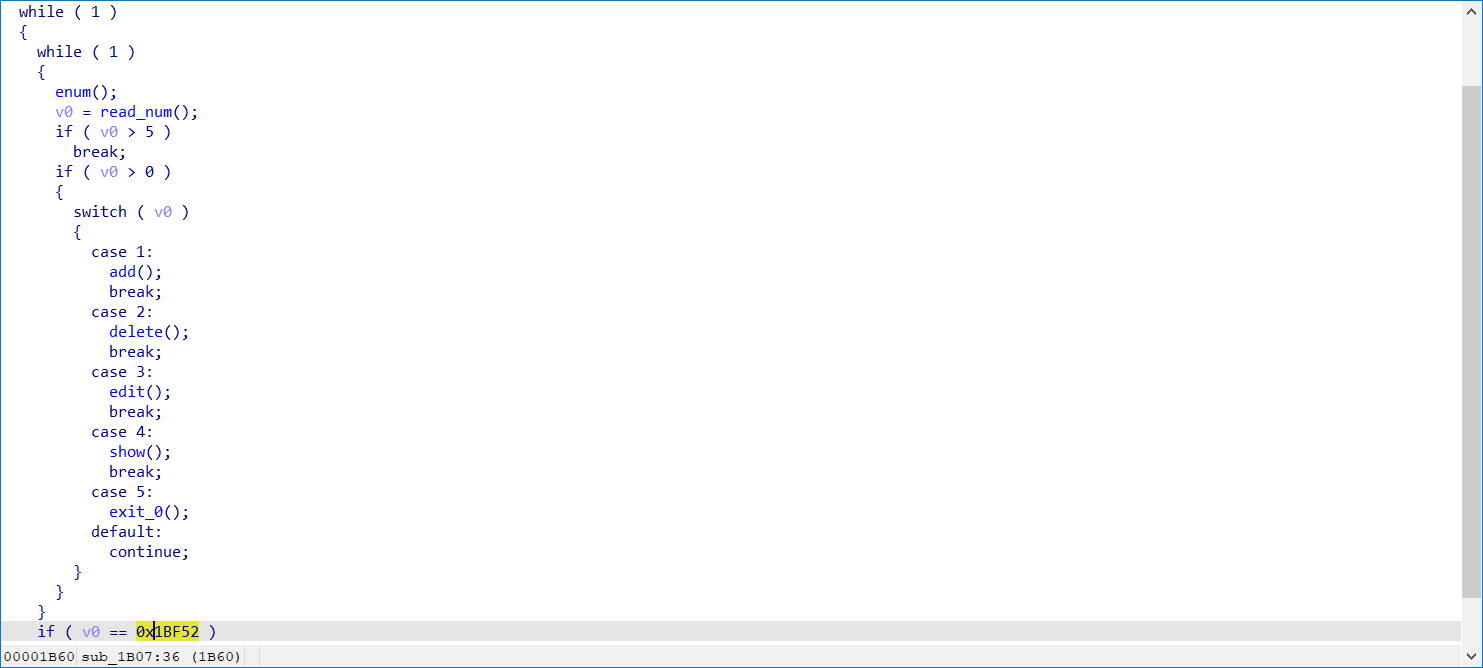 while ( 1 )
{
while ( 1 )
{
enum();
v0 = read_num();
if ( v0 > 5 )
break;
if ( v0 > 0 )
{
switch ( v0 )
{
case 1:
add();
break;
case 2:
delete();
break;
case 3:
edit();
break;
case 4:
show();
break;
case 5:
exit_0();
default:
continue;
}
}
}
if ( v0 == 0x1BF52 )
00001B60 sub_1B07:36 (1B60)